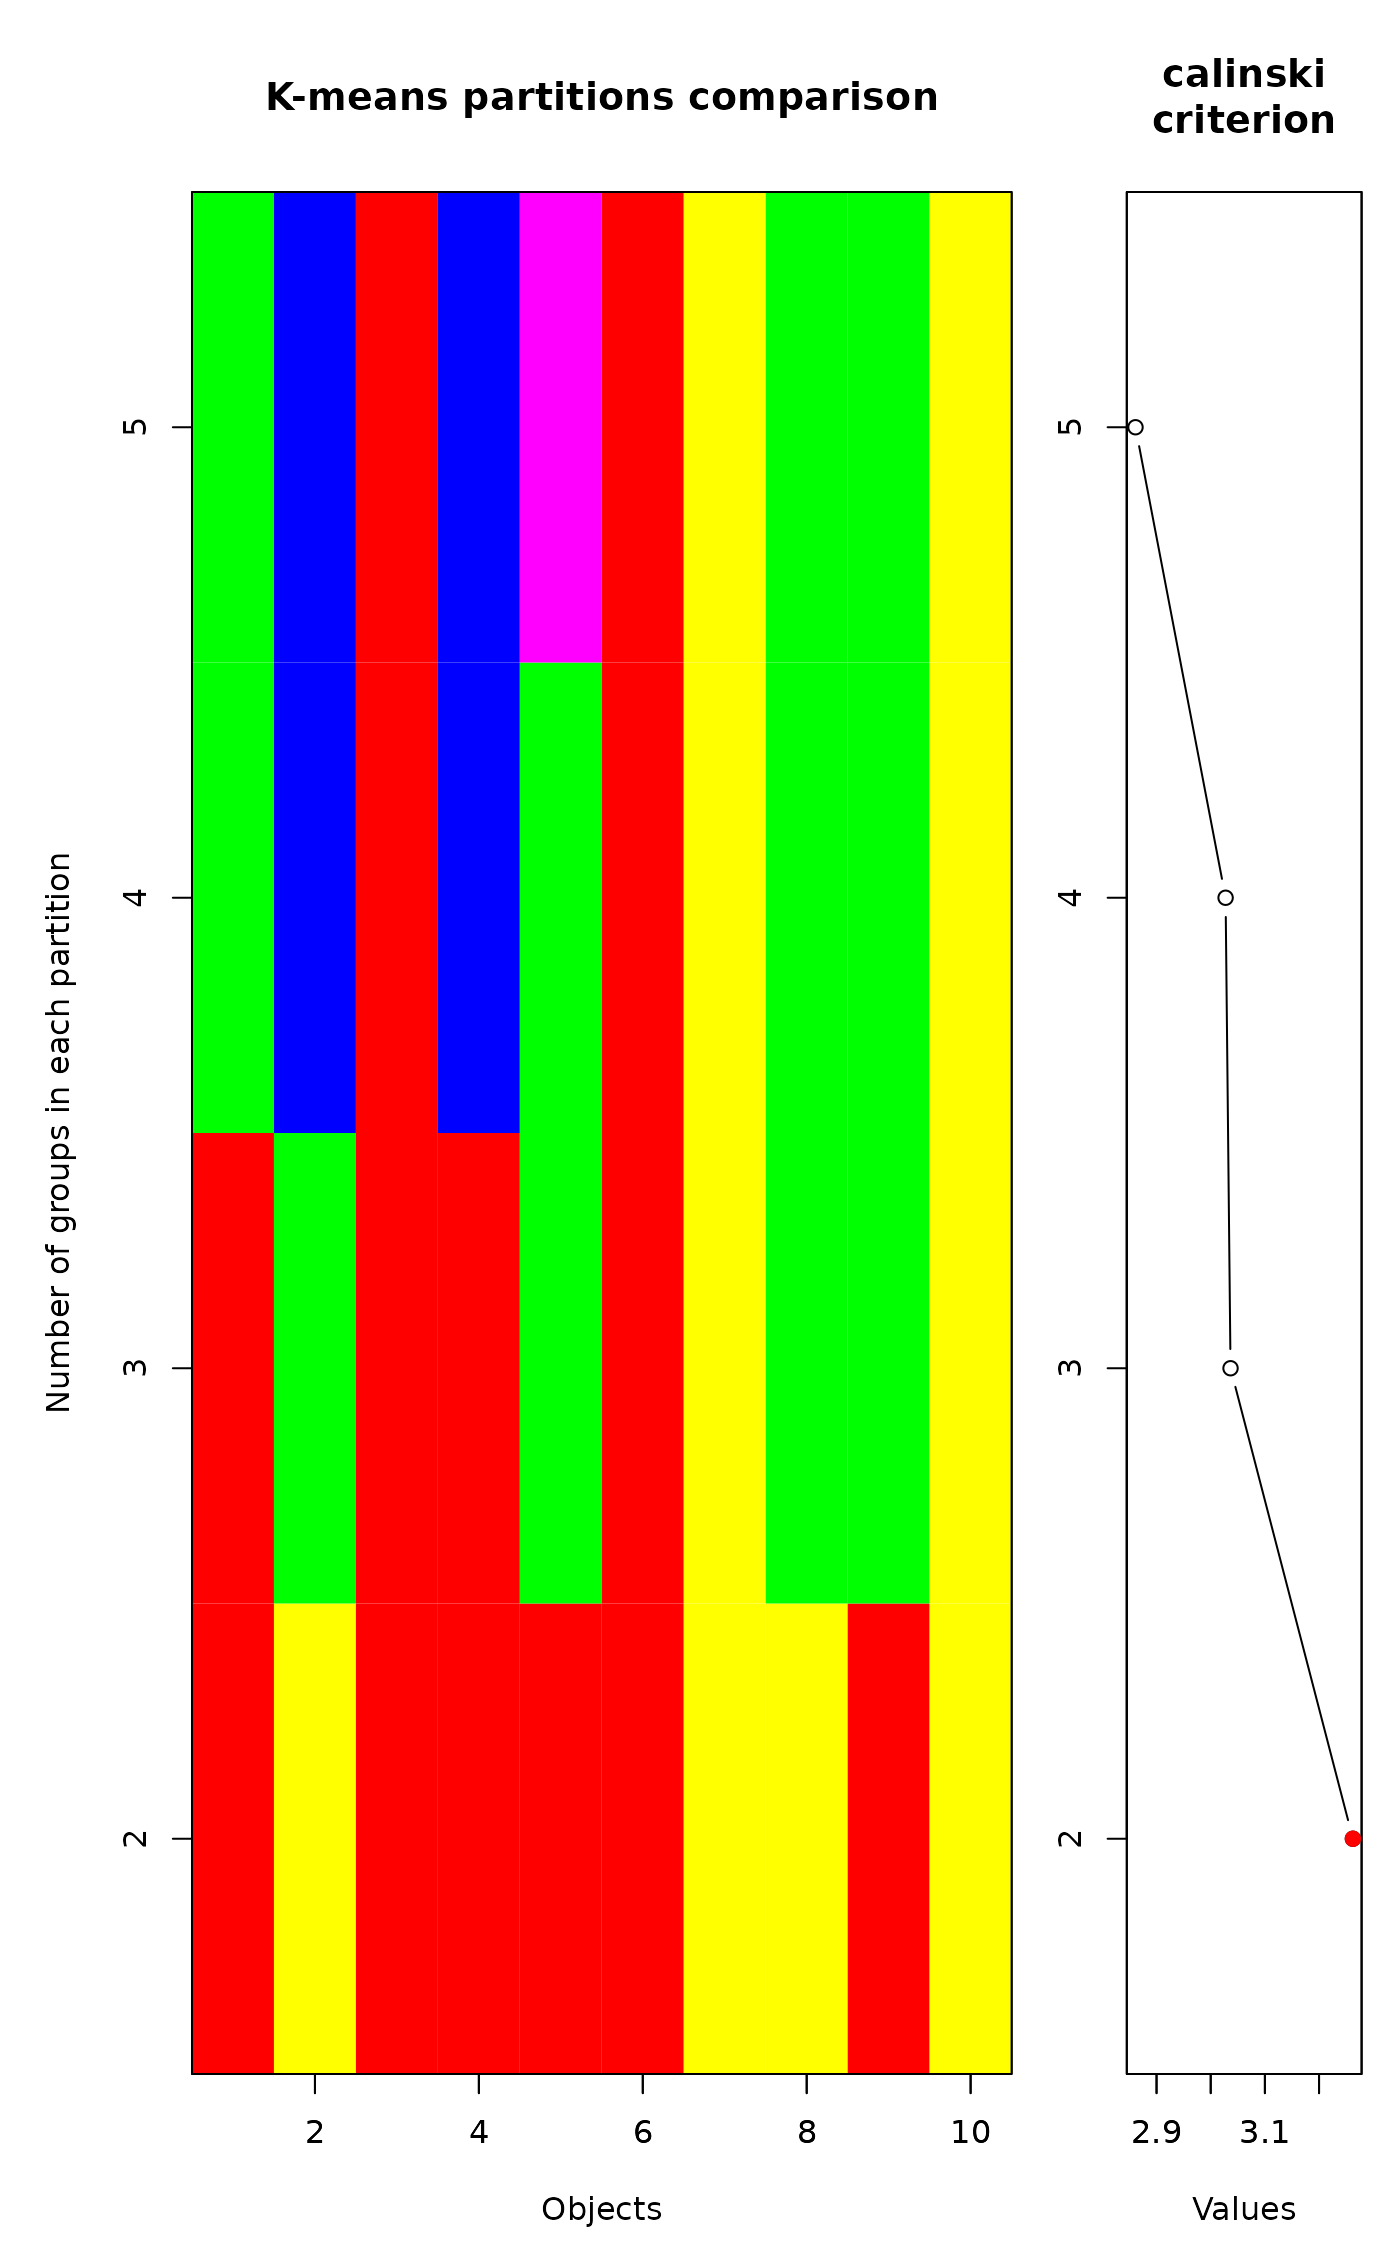 K-means partitions comparison
calinski
criterion
Number of groups in each partition
5
4
3
2
2 4 6 8 10
Objects
5
4
3
2
2.9 3.1
Values